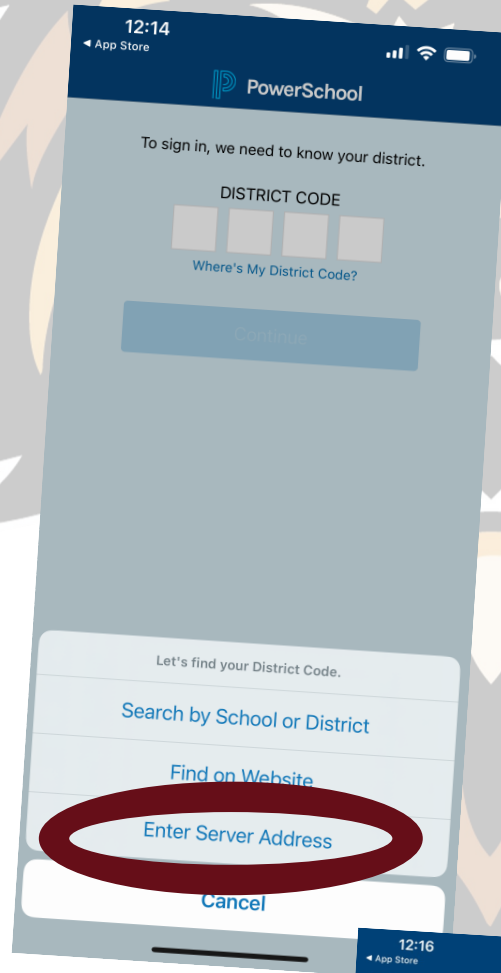 12:14
◀ App Store
PowerSchool
To sign in, we need to know your district.
DISTRICT CODE
Where's My District Code?
Continue
Let's find your District Code.
Search by School or District
Find on Website
Enter Server Address
Cancel
12:16
◀ App Store